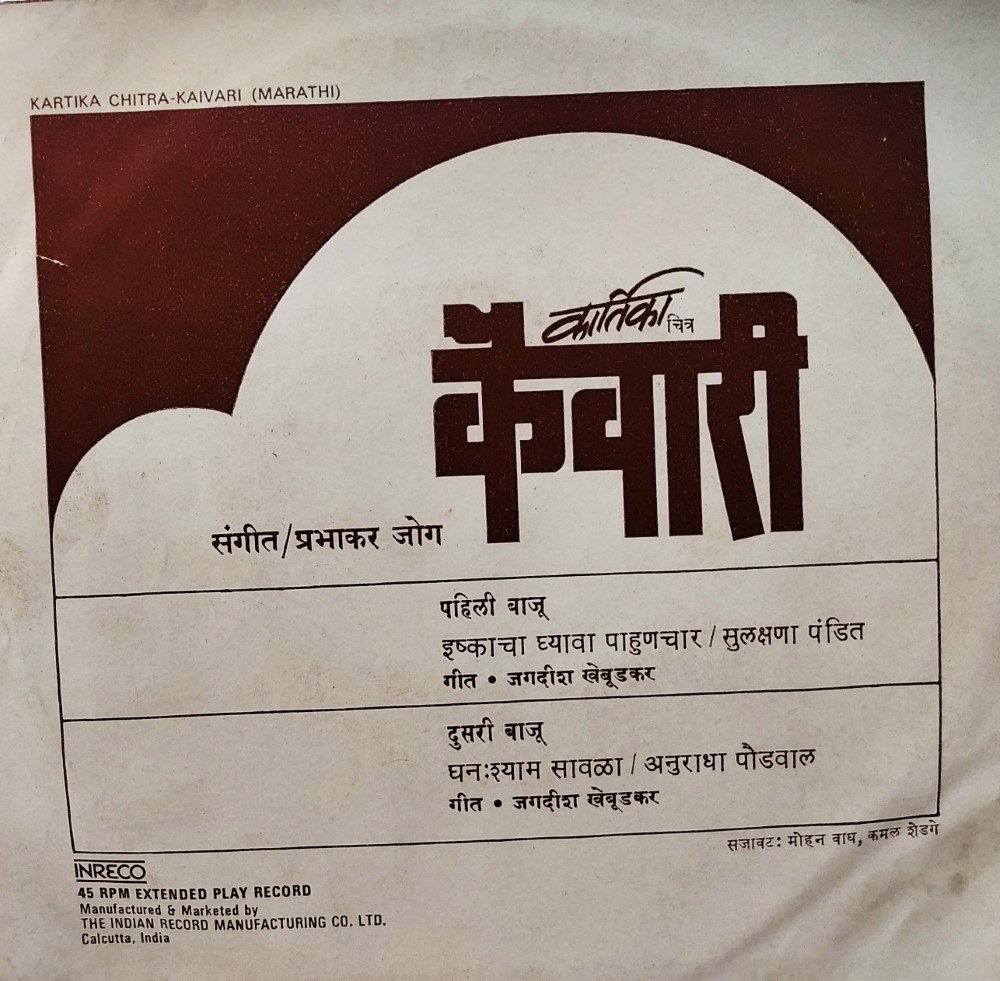 KARTIKA CHITRA-KAIVARI (MARATHI)
कार्तिका चित्र
कैवारी
संगीत/प्रभाकर जोग
पहिली बाजू
इष्काचा घ्यावा पाहुणचार / सुलक्षणा पंडित
गीत • जगदीश खेबूडकर
दुसरी बाजू
घनःश्याम सावळा / अनुराधा पौडवाल
गीत • जगदीश खेबूडकर
सजावट: मोहन वाघ, कमल शेडगे
INRECO
45 RPM EXTENDED PLAY RECORD
Manufactured & Marketed by
THE INDIAN RECORD MANUFACTURING CO. LTD.
Calcutta, India